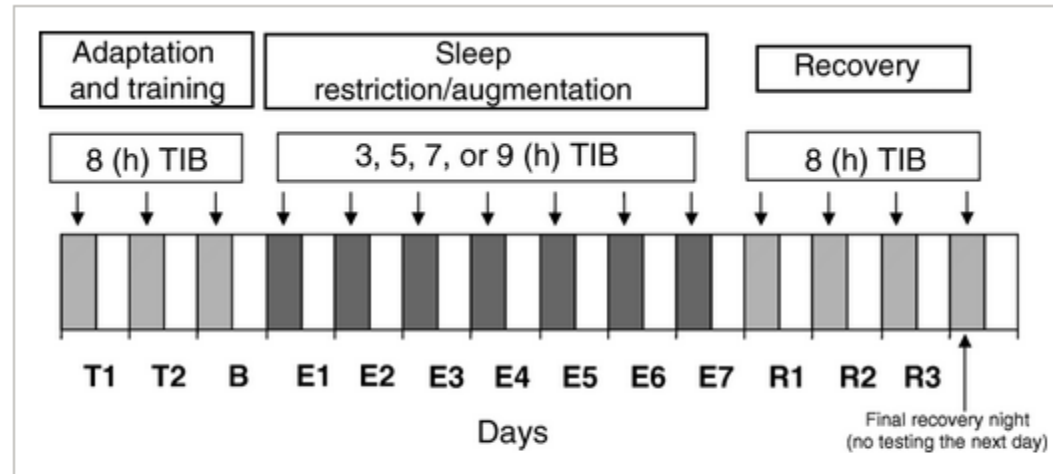 Adaptation
and training
Sleep
restriction/augmentation
Recovery
8 (h) TIB
3, 5, 7, or 9 (h) TIB
8 (h) TIB
T1 T2 B E1 E2 E3 E4 E5 E6 E7 R1 R2 R3
Days
Final recovery night
(no testing the next day)